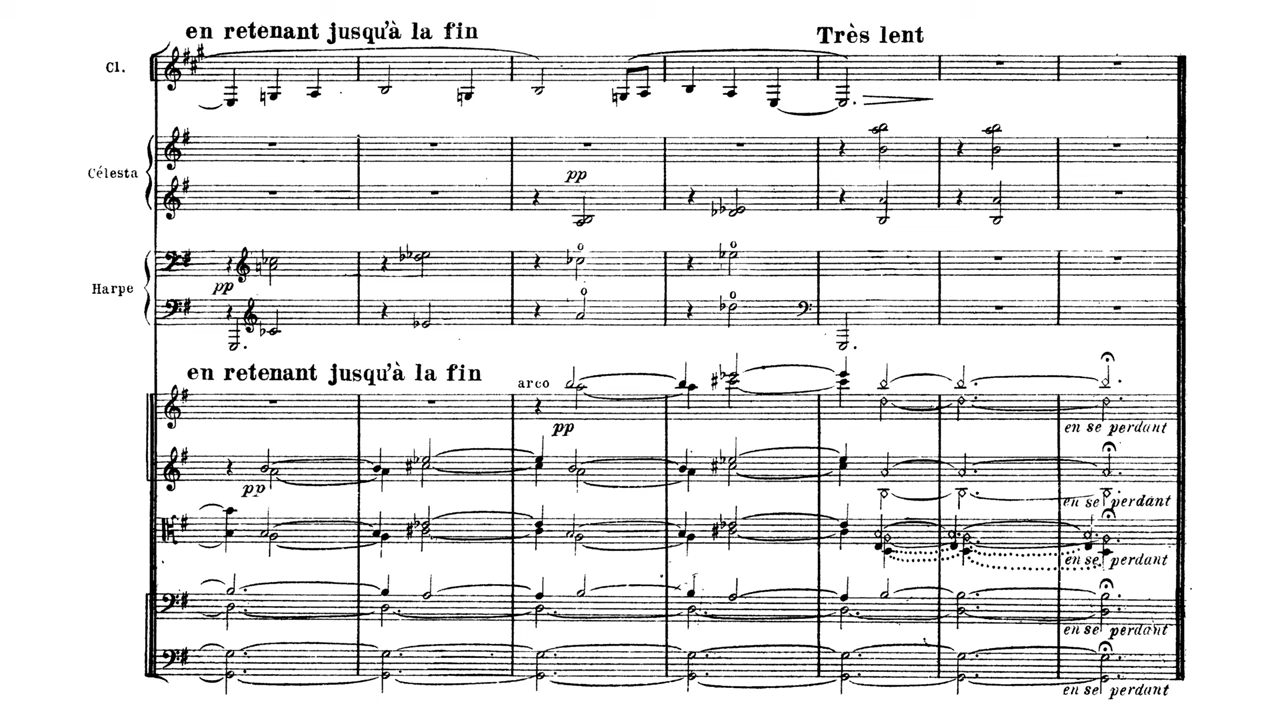 en retenant jusqu'à la fin
Très lent
Cl.
Célesta
pp
Harpe
pp
en retenant jusqu'à la fin
arco
pp
en se perdant
pp
en se perdant
en se perdant
en se perdant
en se perdant